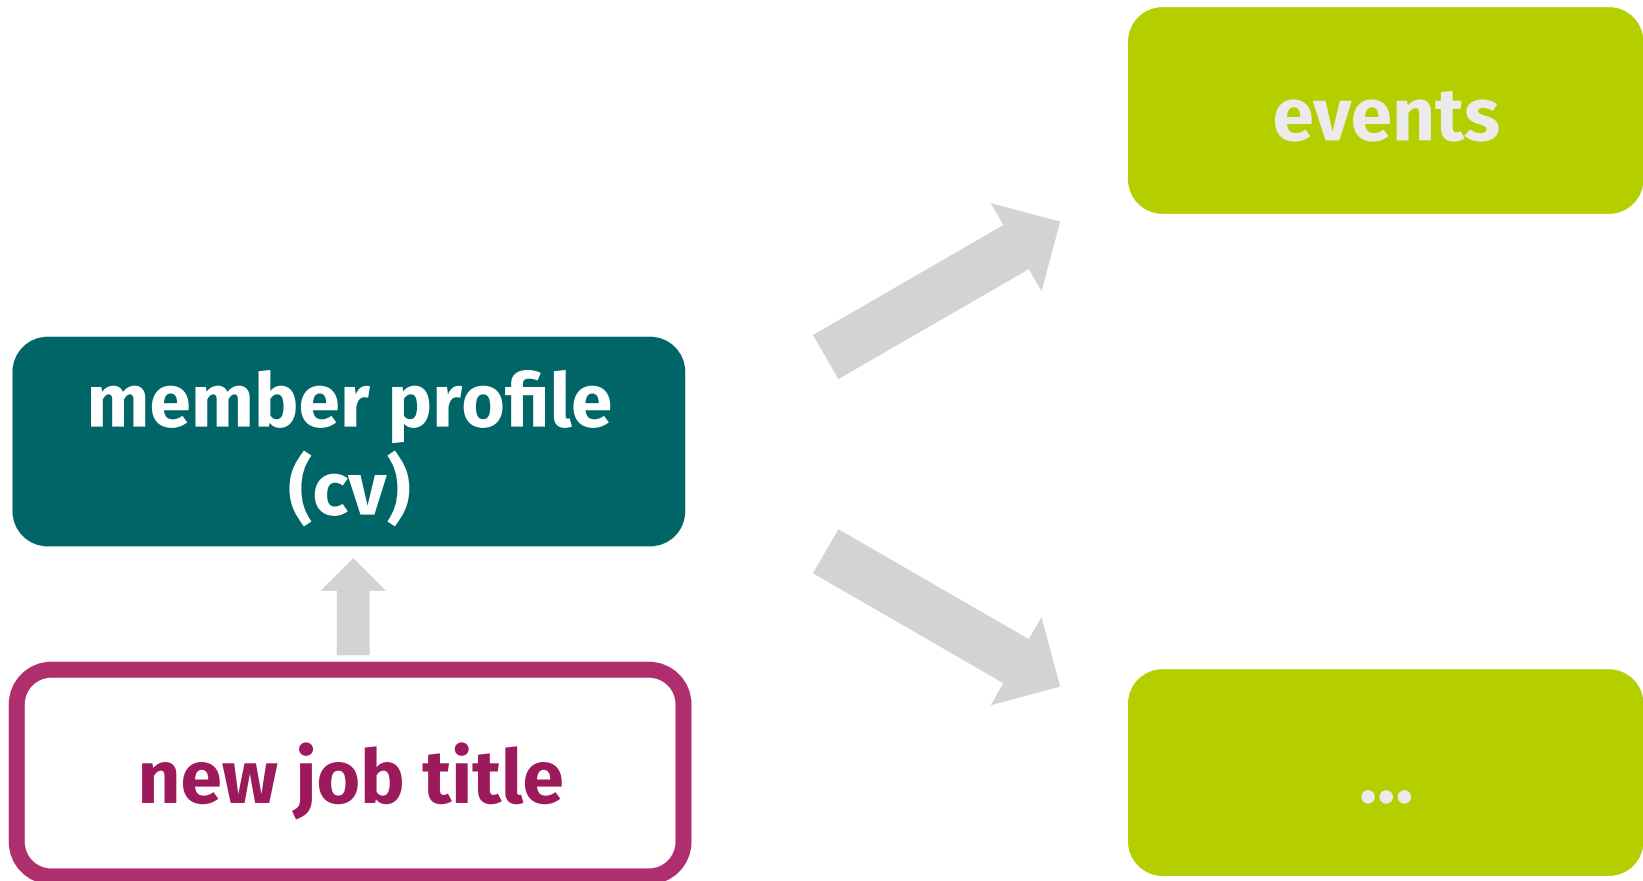 events
member profile
(cv)
new job title
...